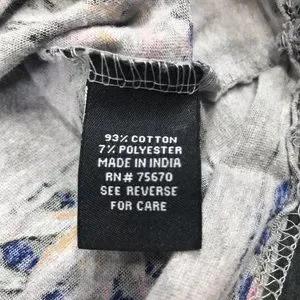 93% COTTON
7% POLYESTER
MADE IN INDIA
RN# 75670
SEE REVERSE
FOR CARE